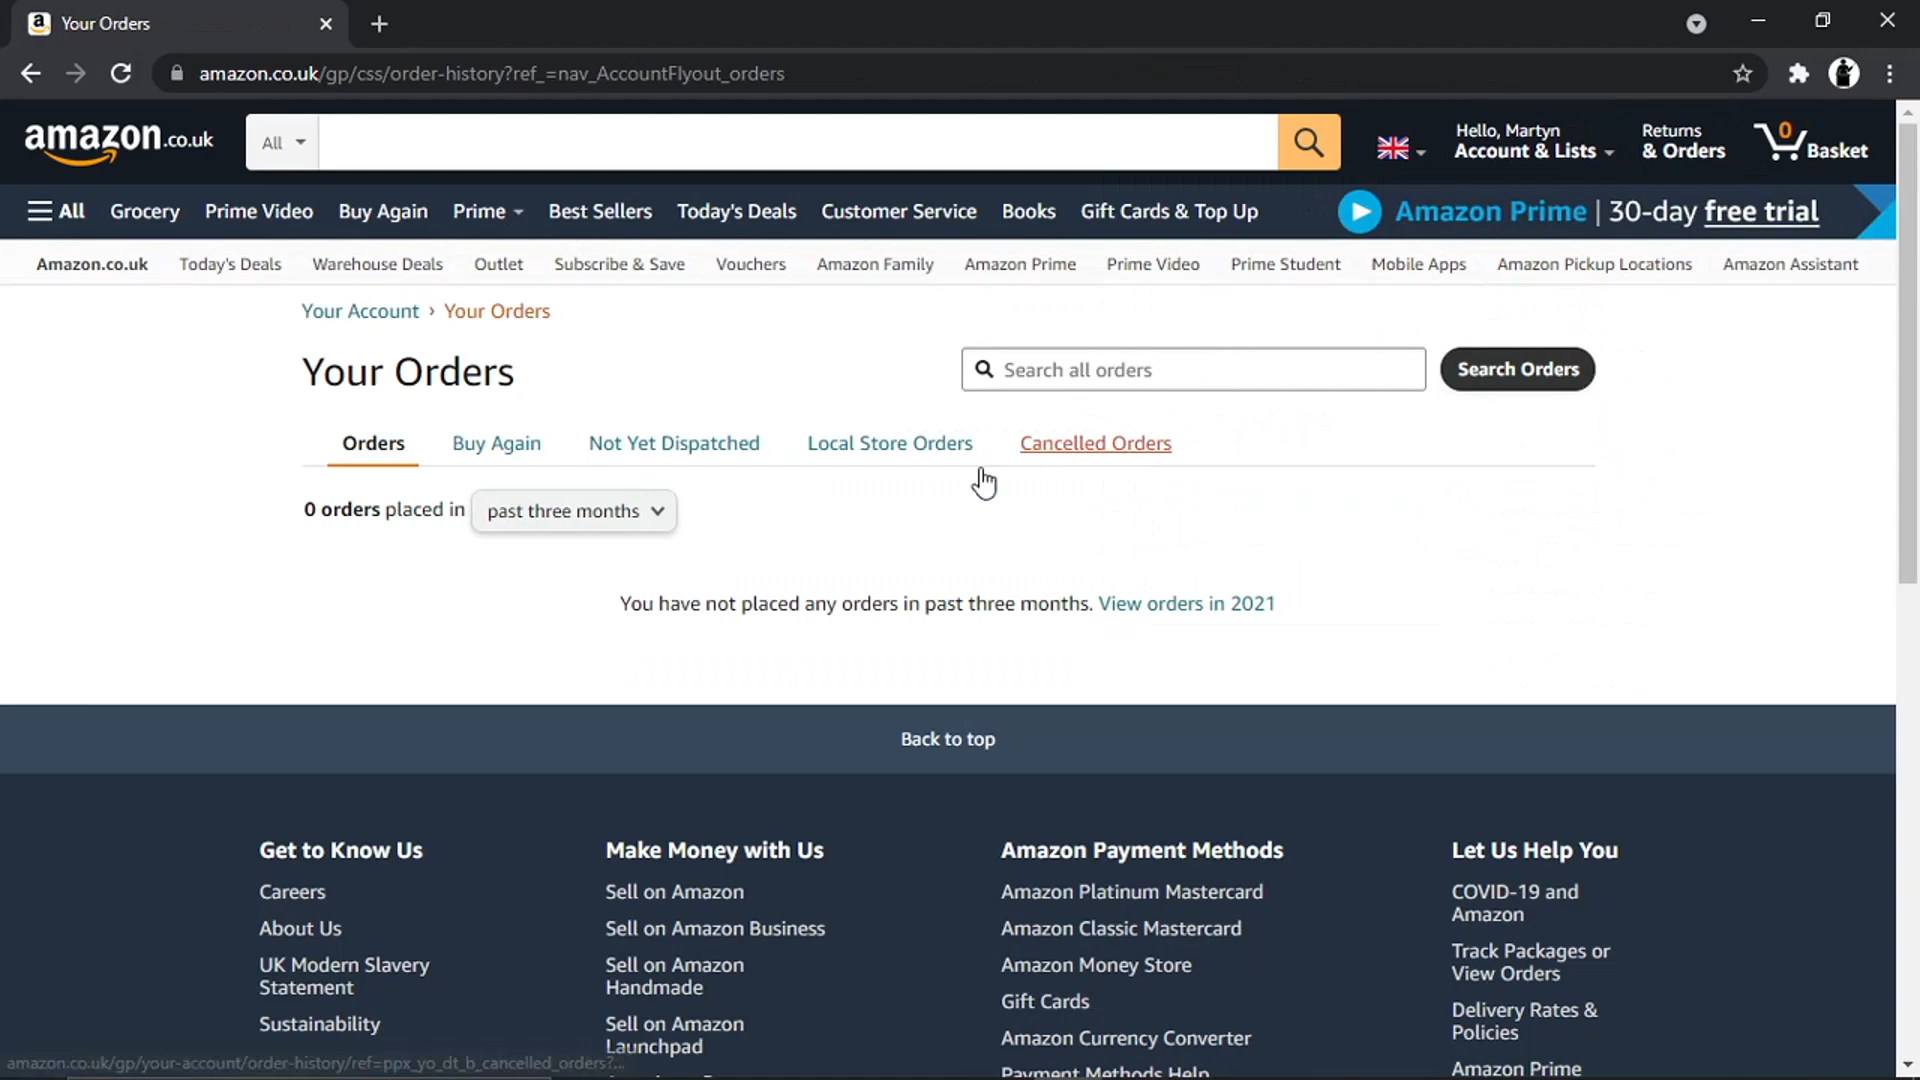 Your Orders
amazon.co.uk/gp/css/order-history?ref_=nav_AccountFlyout_orders
amazon.co.uk
All
Hello, Martyn
Account & Lists
Returns
& Orders
0
Basket
All Grocery Prime Video Buy Again Prime Best Sellers Today's Deals Customer Service Books Gift Cards & Top Up Amazon Prime | 30-day free trial
Amazon.co.uk Today's Deals Warehouse Deals Outlet Subscribe & Save Vouchers Amazon Family Amazon Prime Prime Video Prime Student Mobile Apps Amazon Pickup Locations Amazon Assistant
Your Account › Your Orders
Your Orders
Search all orders
Search Orders
Orders Buy Again Not Yet Dispatched Local Store Orders Cancelled Orders
0 orders placed in past three months
You have not placed any orders in past three months. View orders in 2021
Back to top
Get to Know Us
Careers
About Us
UK Modern Slavery
Statement
Sustainability
Make Money with Us
Sell on Amazon
Sell on Amazon Business
Sell on Amazon
Handmade
Sell on Amazon
Launchpad
Amazon Payment Methods
Amazon Platinum Mastercard
Amazon Classic Mastercard
Amazon Money Store
Gift Cards
Amazon Currency Converter
Payment Methods Help
Let Us Help You
COVID-19 and
Amazon
Track Packages or
View Orders
Delivery Rates &
Policies
Amazon Prime
amazon.co.uk/gp/your-account/order-history/ref=ppx_yo_dt_b_cancelled_orders?...